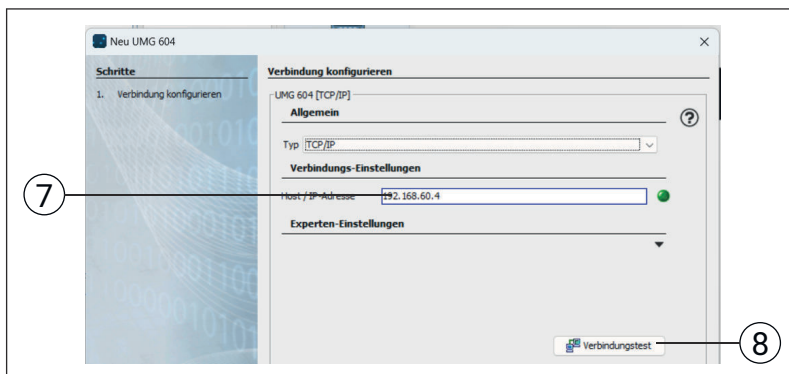 Neu UMG 604
Schritte
1. Verbindung konfigurieren
Verbindung konfigurieren
UMG 604 [TCP/IP]
Allgemein
?
Typ TCP/IP
Verbindungs-Einstellungen
7
Host / IP-Adresse 192.168.60.4
Experten-Einstellungen
Verbindungstest
8